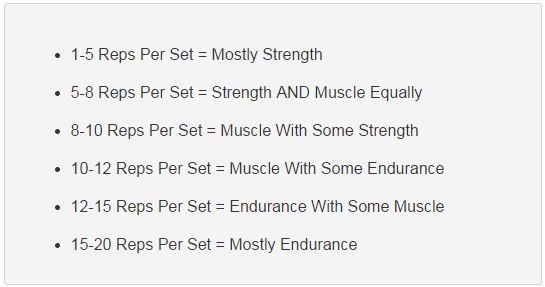 1-5 Reps Per Set = Mostly Strength
5-8 Reps Per Set = Strength AND Muscle Equally
8-10 Reps Per Set = Muscle With Some Strength
10-12 Reps Per Set = Muscle With Some Endurance
12-15 Reps Per Set = Endurance With Some Muscle
15-20 Reps Per Set = Mostly Endurance